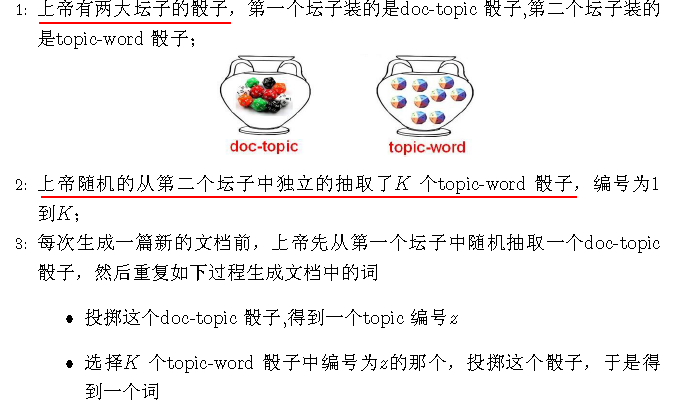 1: 上帝有两大坛子的骰子，第一个坛子装的是doc-topic 骰子,第二个坛子装的
是topic-word 骰子；
doc-topic
topic-word
2: 上帝随机的从第二个坛子中独立的抽取了K 个topic-word 骰子，编号为1
到K；
3: 每次生成一篇新的文档前，上帝先从第一个坛子中随机抽取一个doc-topic
骰子，然后重复如下过程生成文档中的词
• 投掷这个doc-topic 骰子,得到一个topic 编号z
• 选择K 个topic-word 骰子中编号为z的那个，投掷这个骰子，于是得
到一个词